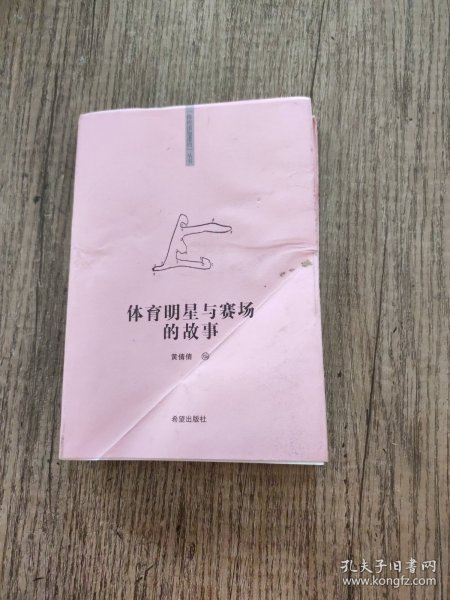 体育明星与赛场
的故事
黄倩倩 编
希望出版社
孔夫子旧书网
www.kongfz.com